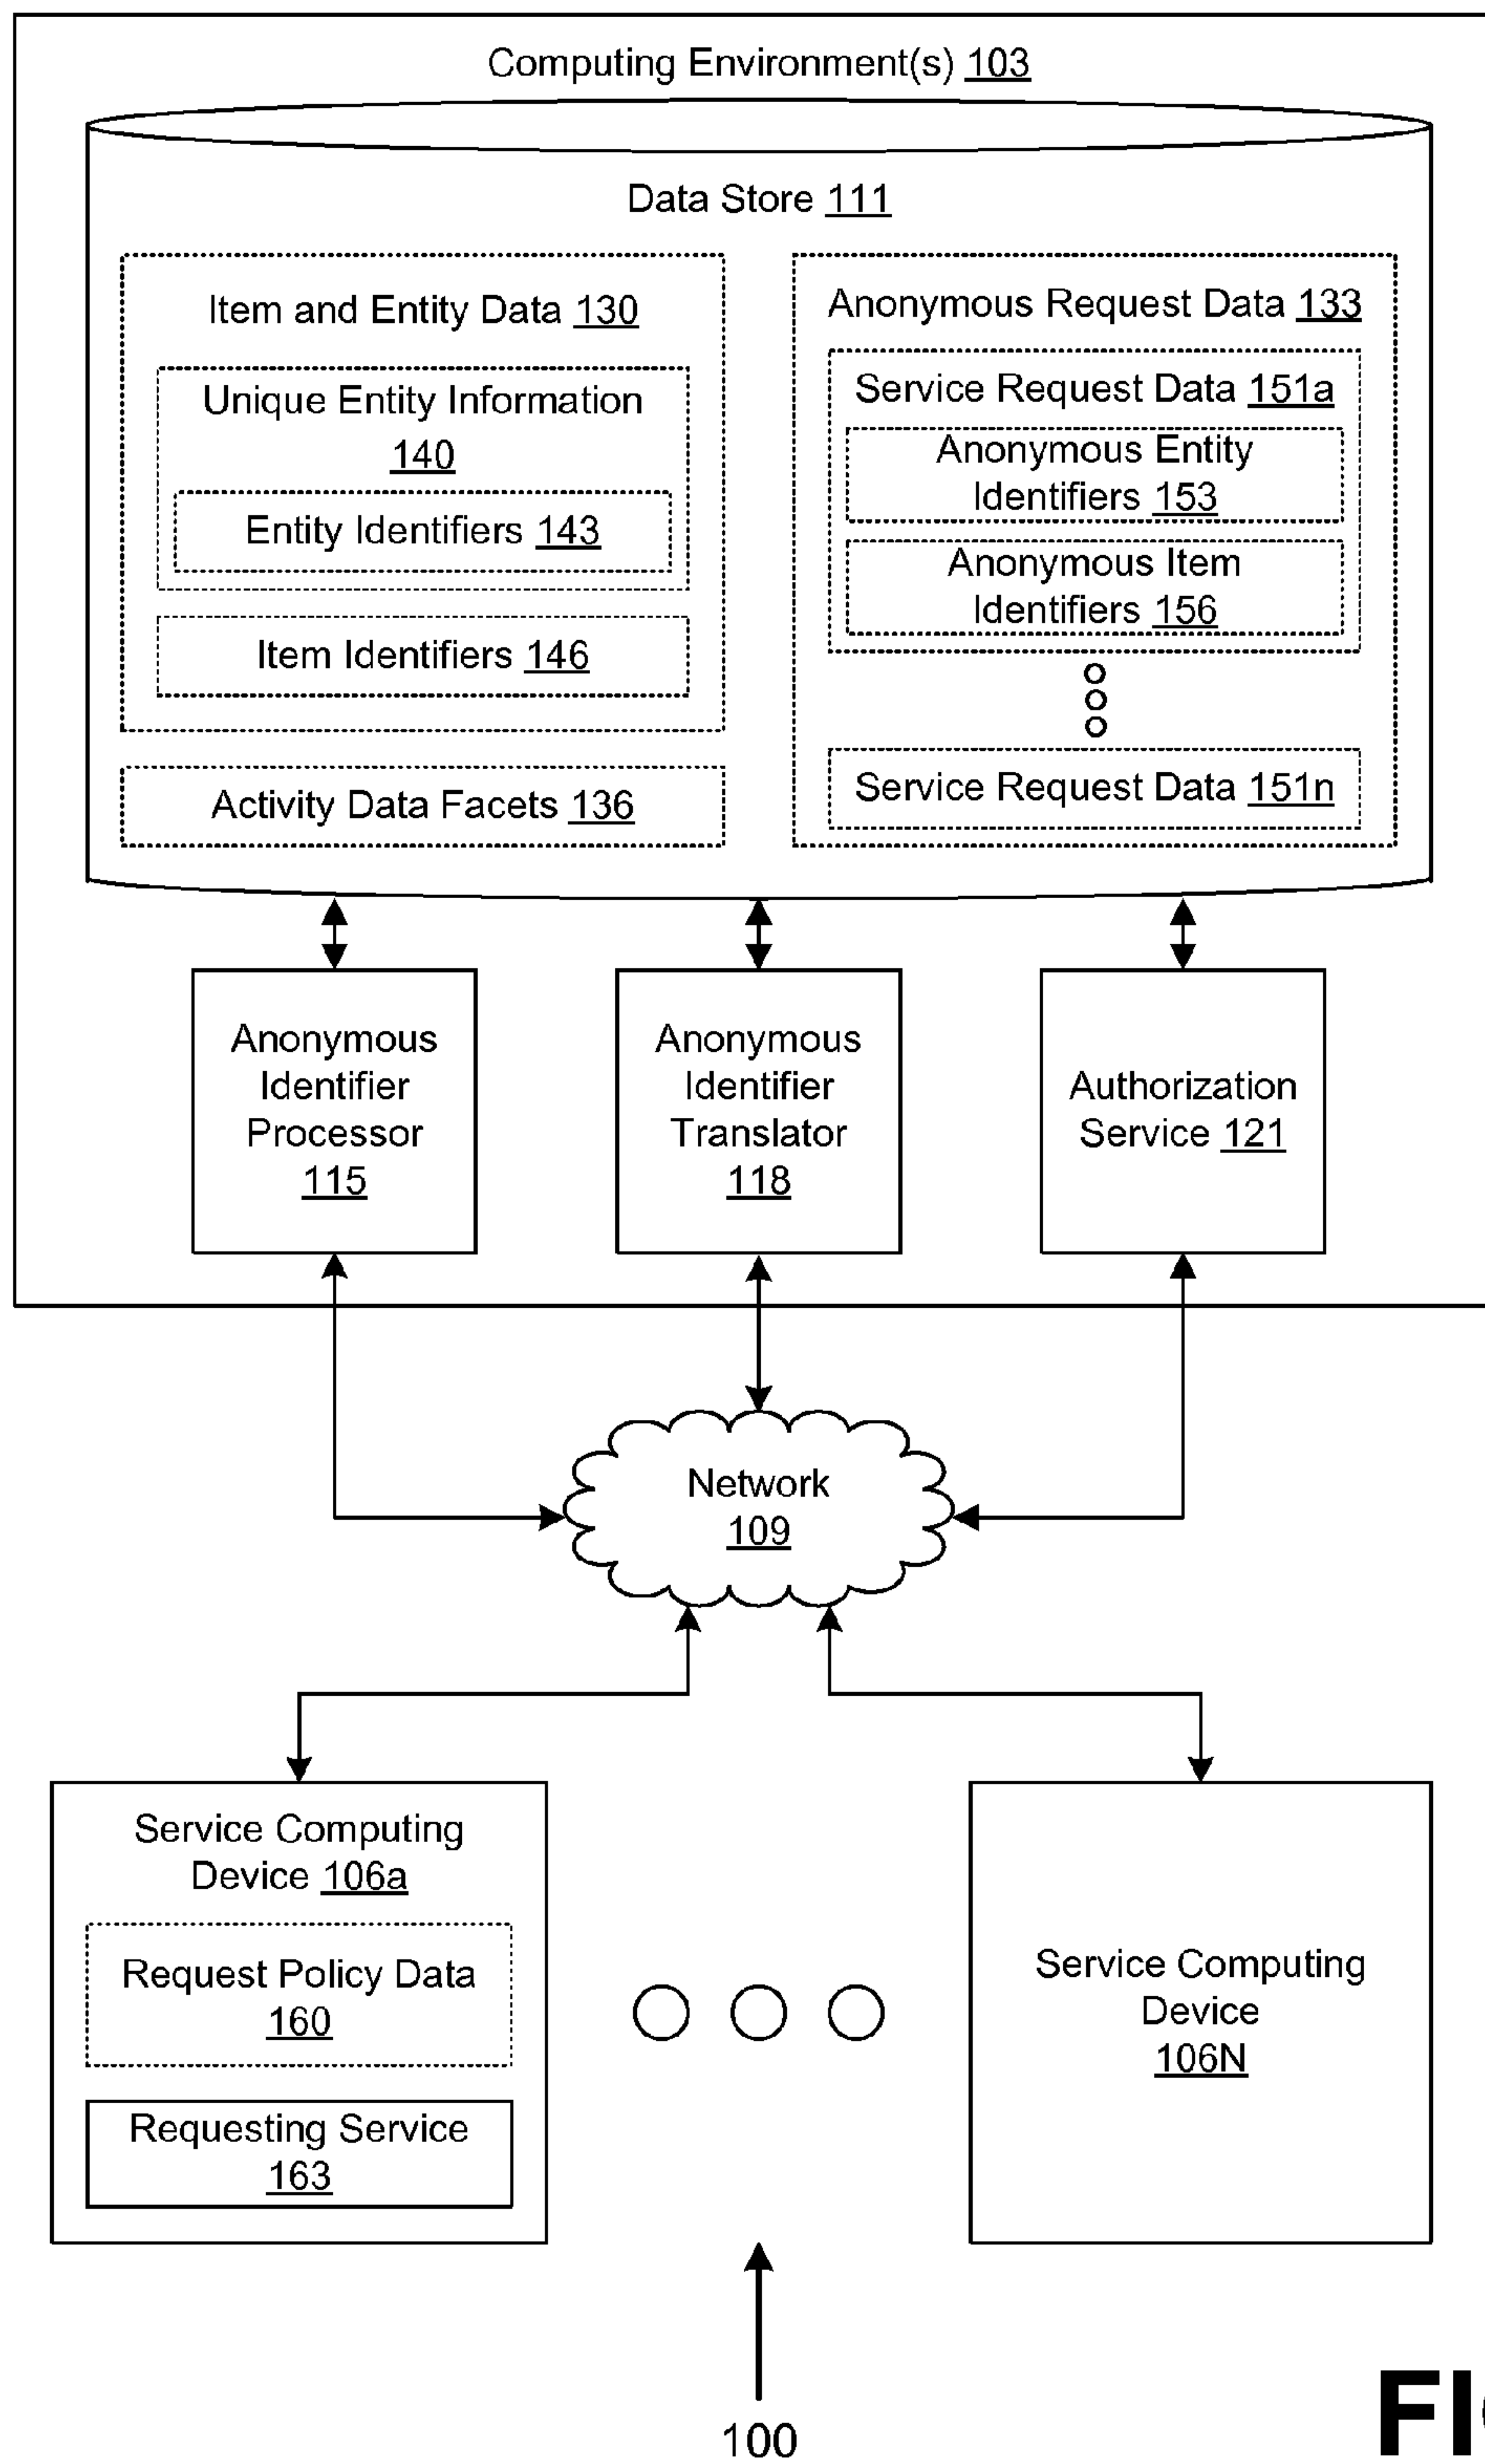 Computing Environment(s) 103
Data Store 111
Item and Entity Data 130
Unique Entity Information
140
Entity Identifiers 143
Item Identifiers 146
Activity Data Facets 136
Anonymous Request Data 133
Service Request Data 151a
Anonymous Entity
Identifiers 153
Anonymous Item
Identifiers 156
Service Request Data 151n
Anonymous
Identifier
Processor
115
Anonymous
Identifier
Translator
118
Authorization
Service 121
Network
109
Service Computing
Device 106a
Request Policy Data
160
Requesting Service
163
Service Computing
Device
106N
100